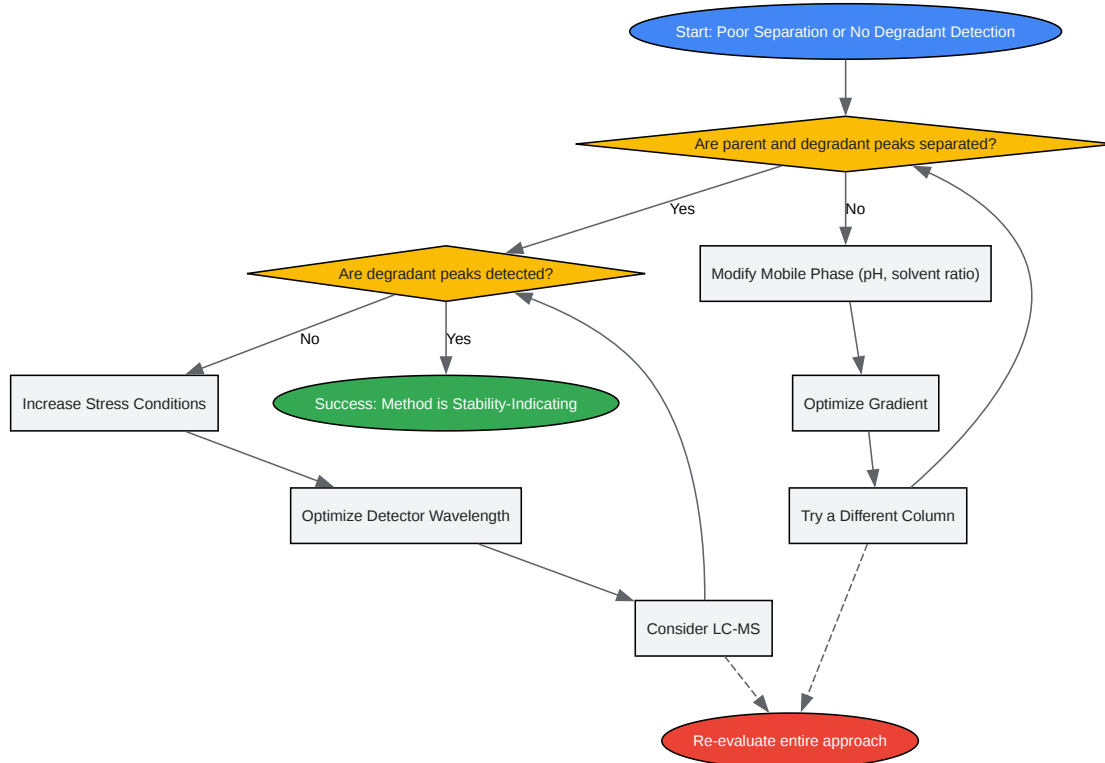 Start: Poor Separation or No Degradant Detection
Are parent and degradant peaks separated?
Yes
No
Are degradant peaks detected?
Modify Mobile Phase (pH, solvent ratio)
No
Yes
Increase Stress Conditions
Success: Method is Stability-Indicating
Optimize Gradient
Optimize Detector Wavelength
Try a Different Column
Consider LC-MS
Re-evaluate entire approach